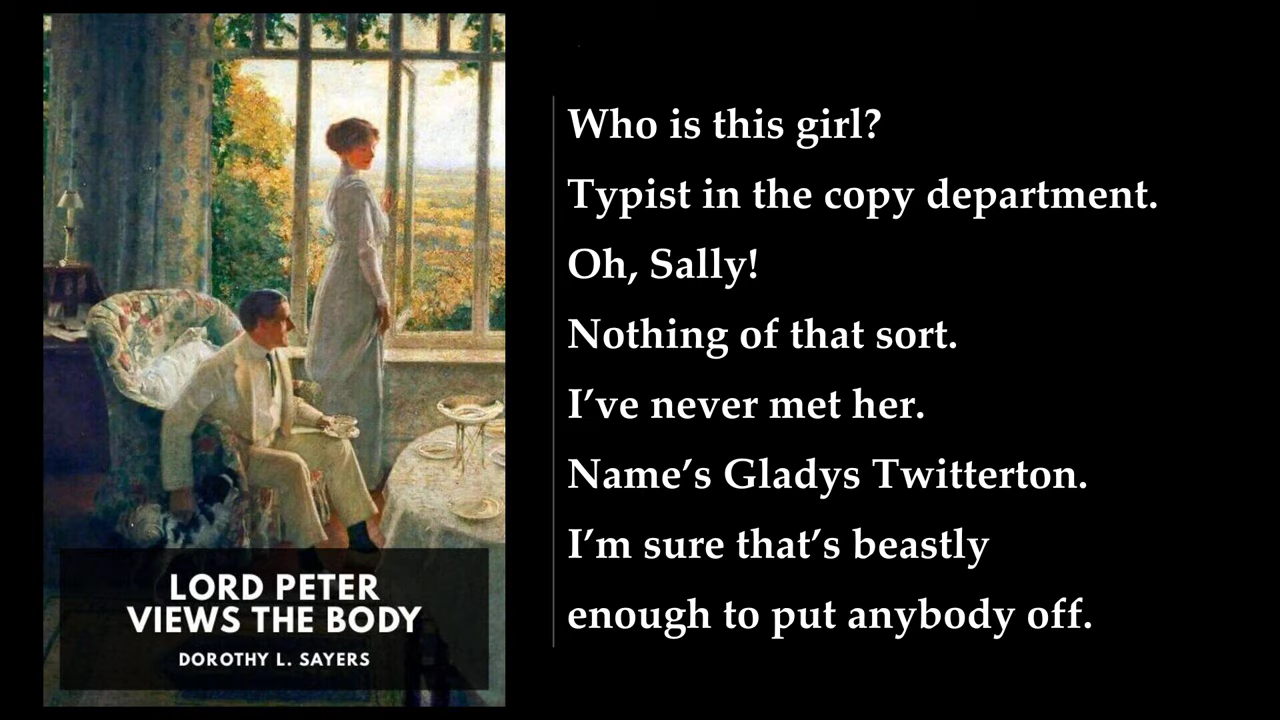 LORD PETER
VIEWS THE BODY
DOROTHY L. SAYERS
Who is this girl?
Typist in the copy department.
Oh, Sally!
Nothing of that sort.
I’ve never met her.
Name’s Gladys Twitterton.
I’m sure that’s beastly
enough to put anybody off.